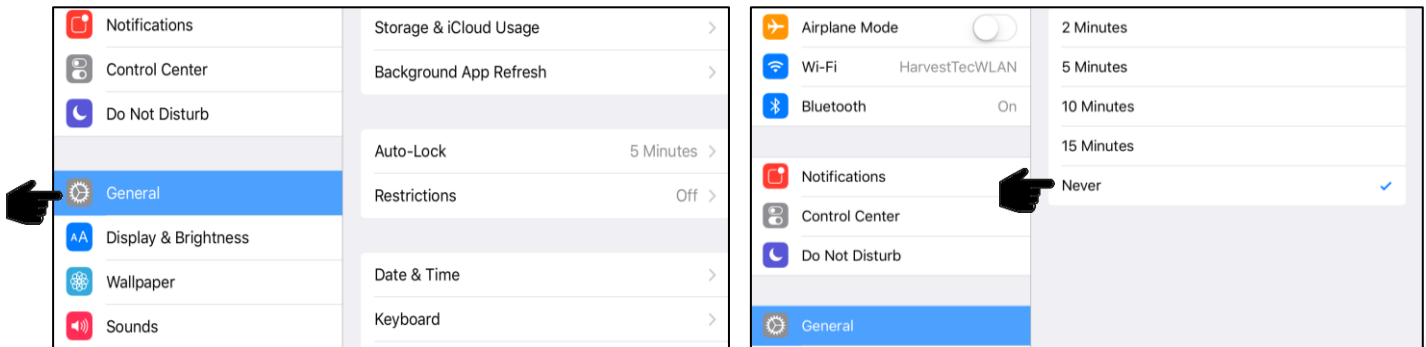 Notifications
Control Center
Do Not Disturb
General
AA Display & Brightness
Wallpaper
Sounds
Storage & iCloud Usage
Background App Refresh
Auto-Lock 5 Minutes
Restrictions Off
Date & Time
Keyboard
Airplane Mode
Wi-Fi HarvestTecWLAN
Bluetooth On
Notifications
Control Center
Do Not Disturb
General
2 Minutes
5 Minutes
10 Minutes
15 Minutes
Never